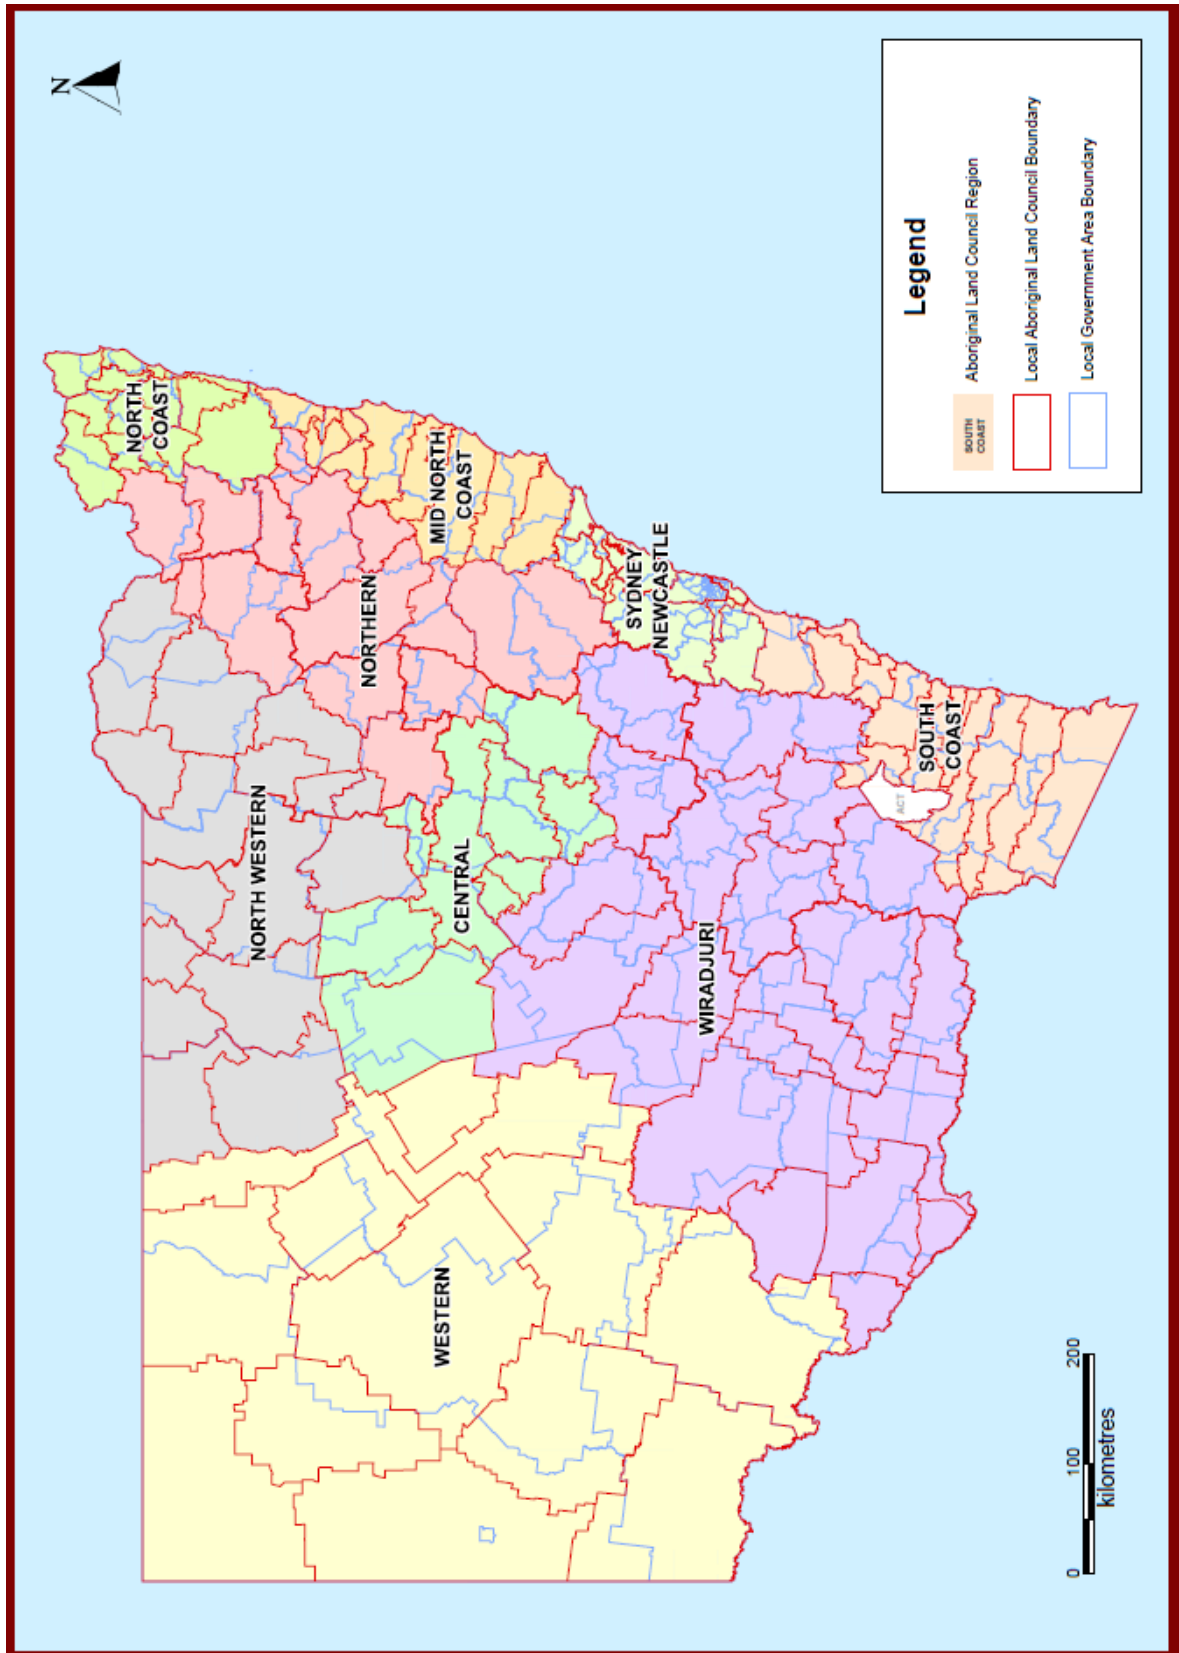 N
NORTH
COAST
NORTH WESTERN
NORTHERN
MID NORTH
COAST
CENTRAL
WESTERN
SYDNEY
NEWCASTLE
WIRADJURI
ACT
SOUTH
COAST
Legend
SOUTH
COAST
Aboriginal Land Council Region
Local Aboriginal Land Council Boundary
Local Government Area Boundary
0 100 200
kilometres